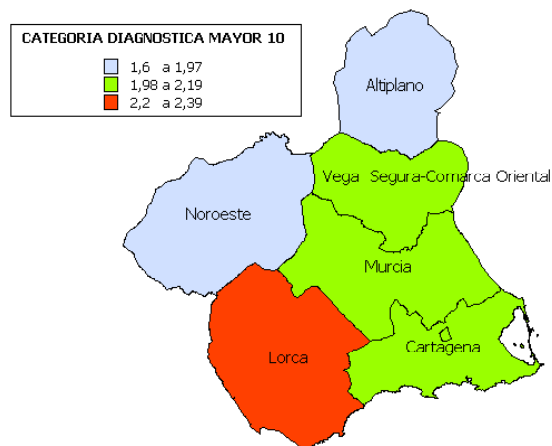 CATEGORIA DIAGNOSTICA MAYOR 10
1,6 a 1,97
1,98 a 2,19
2,2 a 2,39
Altiplano
Vega Segura-Comarca Oriental
Noroeste
Murcia
Lorca
Cartagena